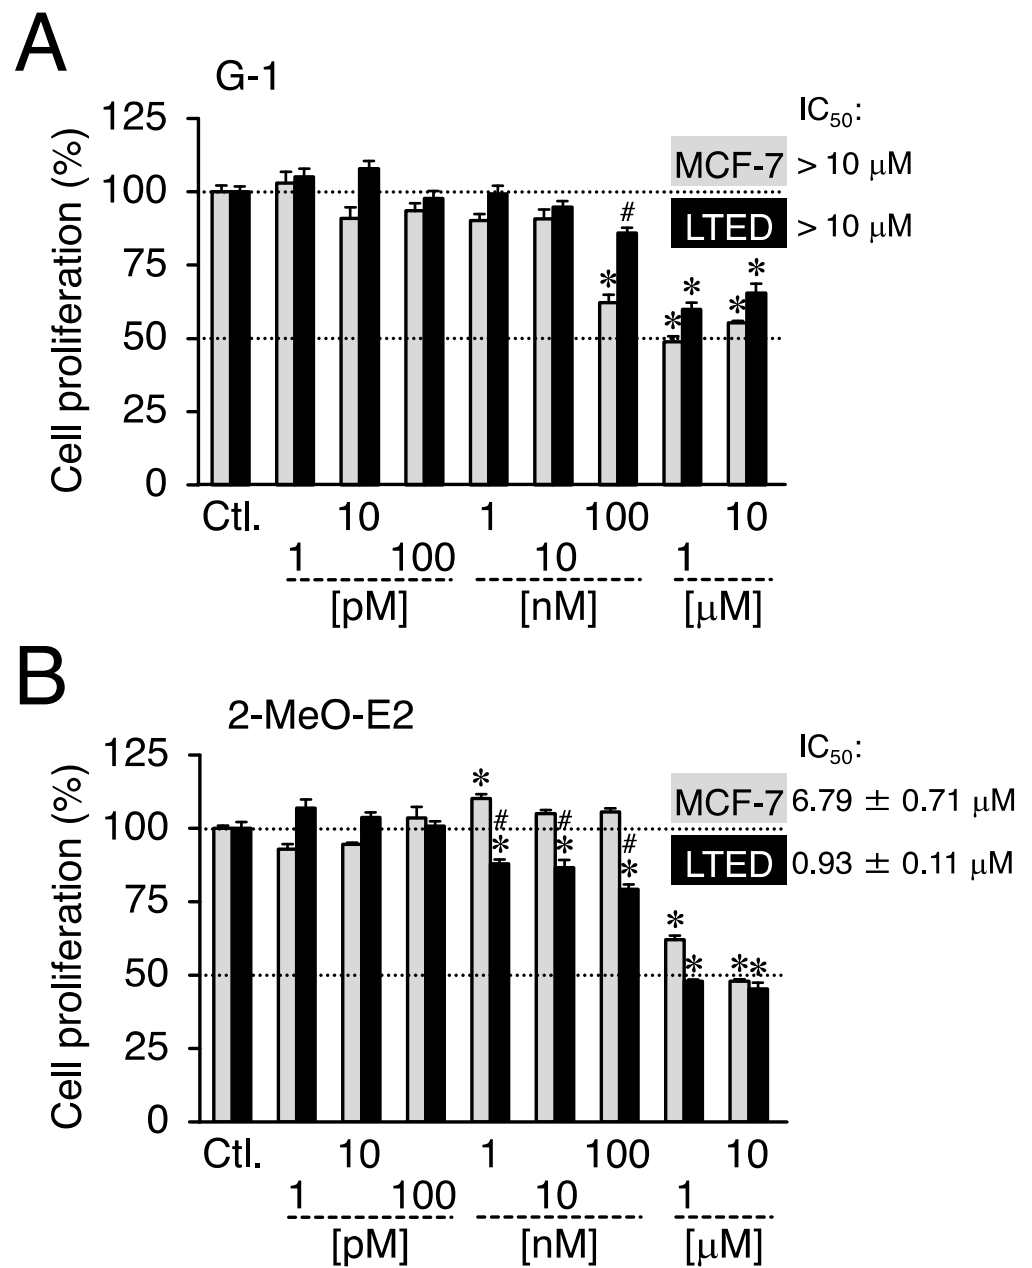 A
G-1
IC50:
MCF-7 > 10 μM
LTED > 10 μM
Cell proliferation (%)
125
100
75
50
25
0
#
*
*
*
*
*
Ctl. 10 1 100 10
1 100 10 1
[pM] [nM] [μM]
B
2-MeO-E2
IC50:
MCF-7 6.79 ± 0.71 μM
LTED 0.93 ± 0.11 μM
Cell proliferation (%)
125
100
75
50
25
0
*
# # #
* * *
*
* * *
Ctl. 10 1 100 10
1 100 10 1
[pM] [nM] [μM]